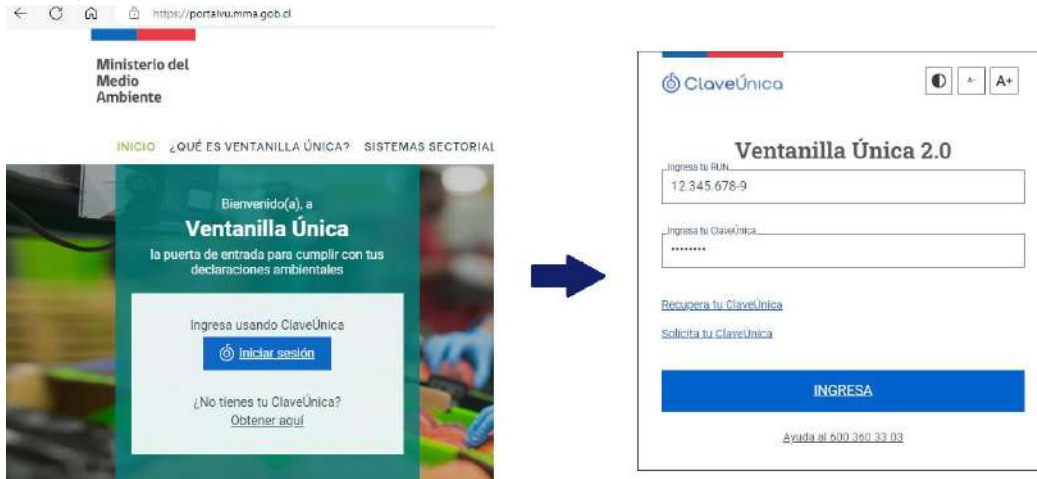 https://portalvu.mma.gob.cl
Ministerio del
Medio
Ambiente
INICIO ¿QUÉ ES VENTANILLA ÚNICA? SISTEMAS SECTORIAL
Bienvenido(a), a
Ventanilla Única
la puerta de entrada para cumplir con tus
declaraciones ambientales
Ingresa usando ClaveÚnica
Iniciar sesión
¿No tienes tu ClaveÚnica?
Obtener aquí
ClaveÚnica
A- A+
Ventanilla Única 2.0
Ingresa tu RUN
12.345.678-9
Ingresa tu ClaveÚnica
••••••••
Recupera tu ClaveÚnica
Solicita tu ClaveÚnica
INGRESA
Ayuda al 600 360 33 03